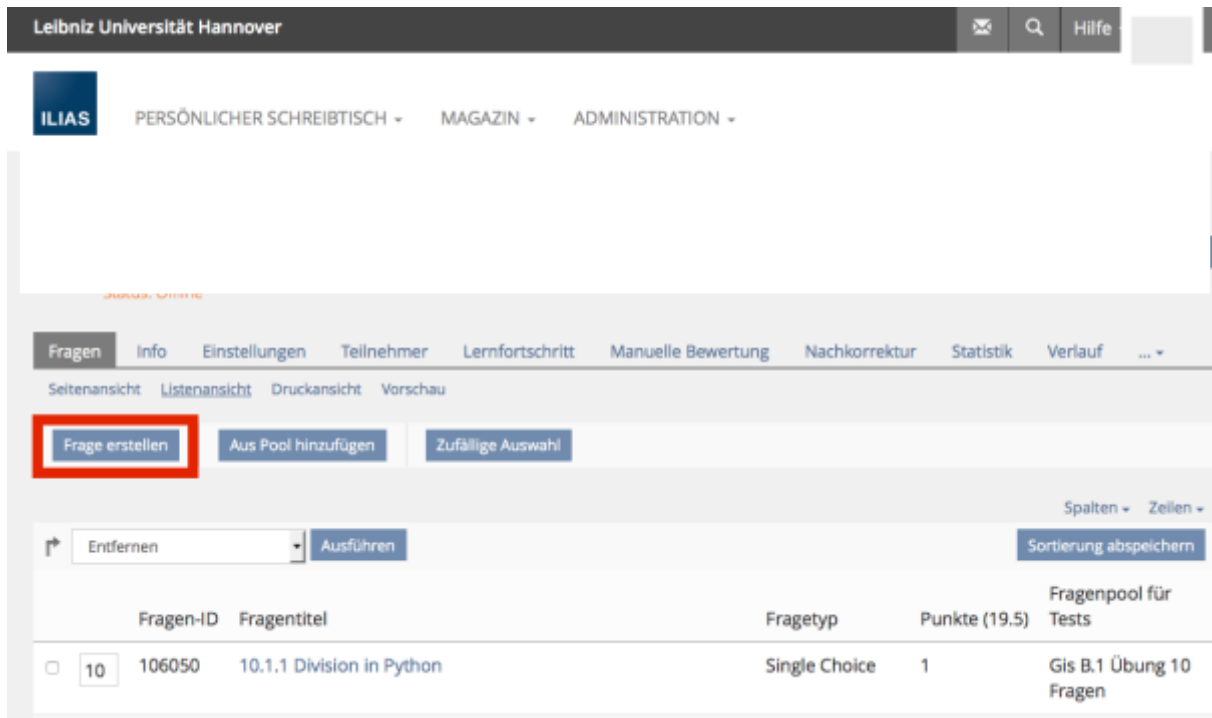 Leibniz Universität Hannover Hilfe
ILIAS PERSÖNLICHER SCHREIBTISCH MAGAZIN ADMINISTRATION
Status: Offline
Fragen Info Einstellungen Teilnehmer Lernfortschritt Manuelle Bewertung Nachkorrektur Statistik Verlauf ...
Seitenansicht Listenansicht Druckansicht Vorschau
Frage erstellen Aus Pool hinzufügen Zufällige Auswahl
Spalten Zeilen
Entfernen Ausführen Sortierung abspeichern
Fragen-ID Fragentitel Fragetyp Punkte (19.5) Fragenpool für
Tests
10 106050 10.1.1 Division in Python Single Choice 1 Gis B.1 Übung 10
Fragen